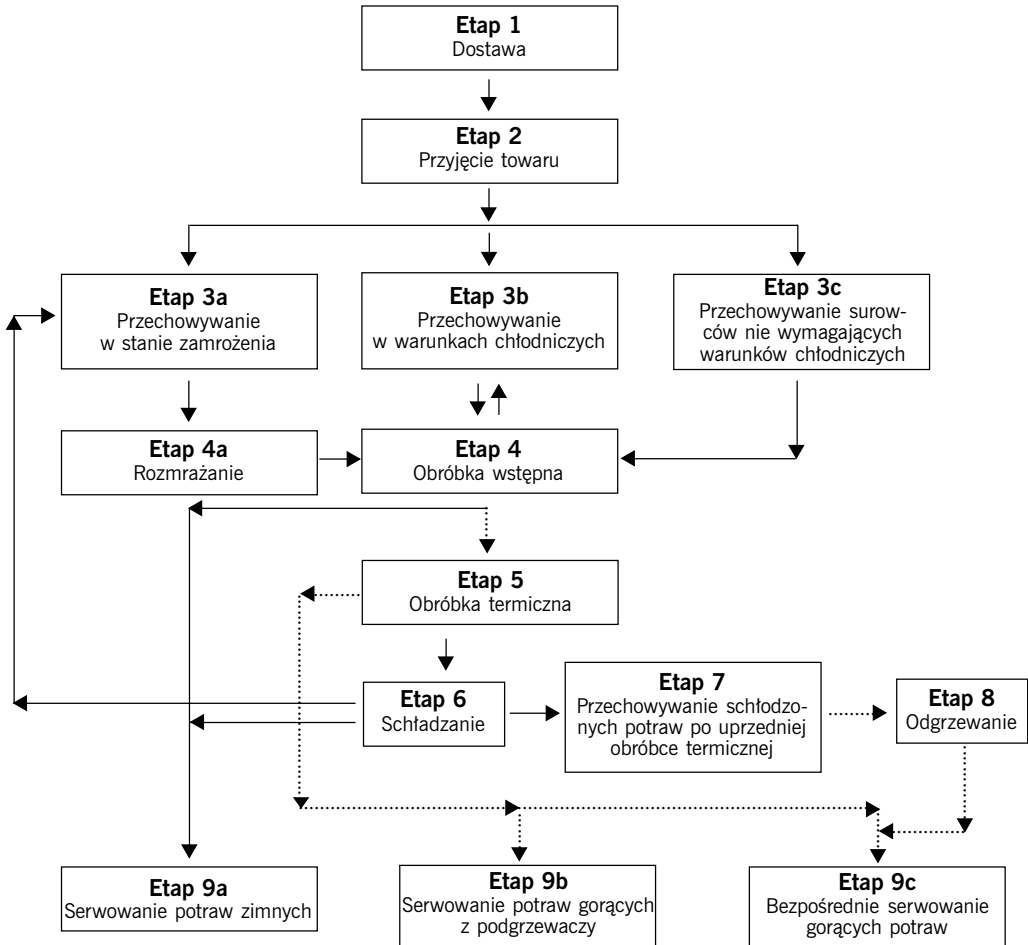 Etap 1
Dostawa
Etap 2
Przyjęcie towaru
Etap 3a
Przechowywanie
w stanie zamrożenia
Etap 3b
Przechowywanie
w warunkach chłodniczych
Etap 3c
Przechowywanie surow-
ców nie wymagających
warunków chłodniczych
Etap 4a
Rozmrażanie
Etap 4
Obróbka wstępna
Etap 5
Obróbka termiczna
Etap 6
Schładzanie
Etap 7
Przechowywanie schłodzo-
nych potraw po uprzedniej
obróbce termicznej
Etap 8
Odgrzewanie
Etap 9a
Serwowanie potraw zimnych
Etap 9b
Serwowanie potraw gorących
z podgrzewaczy
Etap 9c
Bezpośrednie serwowanie
gorących potraw